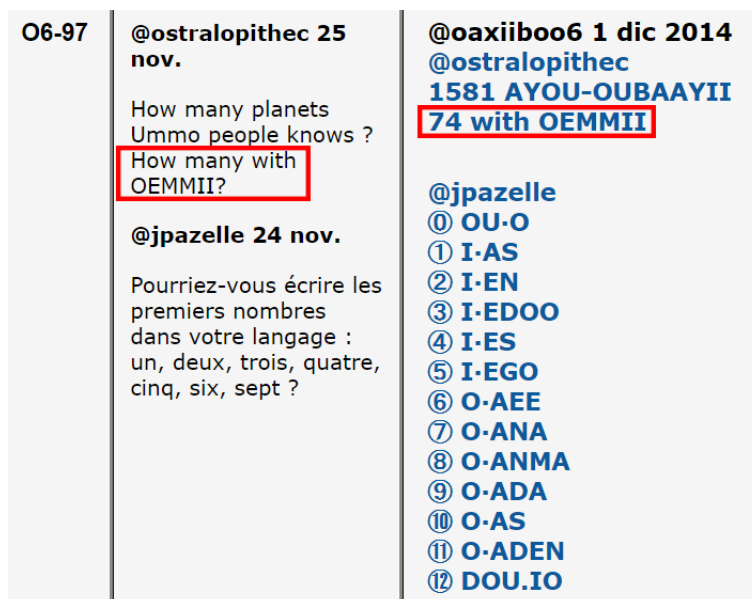 O6-97
@ostralopithec 25
nov.
How many planets
Ummo people knows ?
How many with
OEMMII?
@jpazelle 24 nov.
Pourriez-vous écrire les
premiers nombres
dans votre langage :
un, deux, trois, quatre,
cinq, six, sept ?
@oaxiiboo6 1 dic 2014
@ostralopithec
1581 AYOU-OUBAAYII
74 with OEMMII
@jpazelle
⓪ OU·O
① I·AS
② I·EN
③ I·EDOO
④ I·ES
⑤ I·EGO
⑥ O·AEE
⑦ O·ANA
⑧ O·ANMA
⑨ O·ADA
⑩ O·AS
⑪ O·ADEN
⑫ DOU.IO